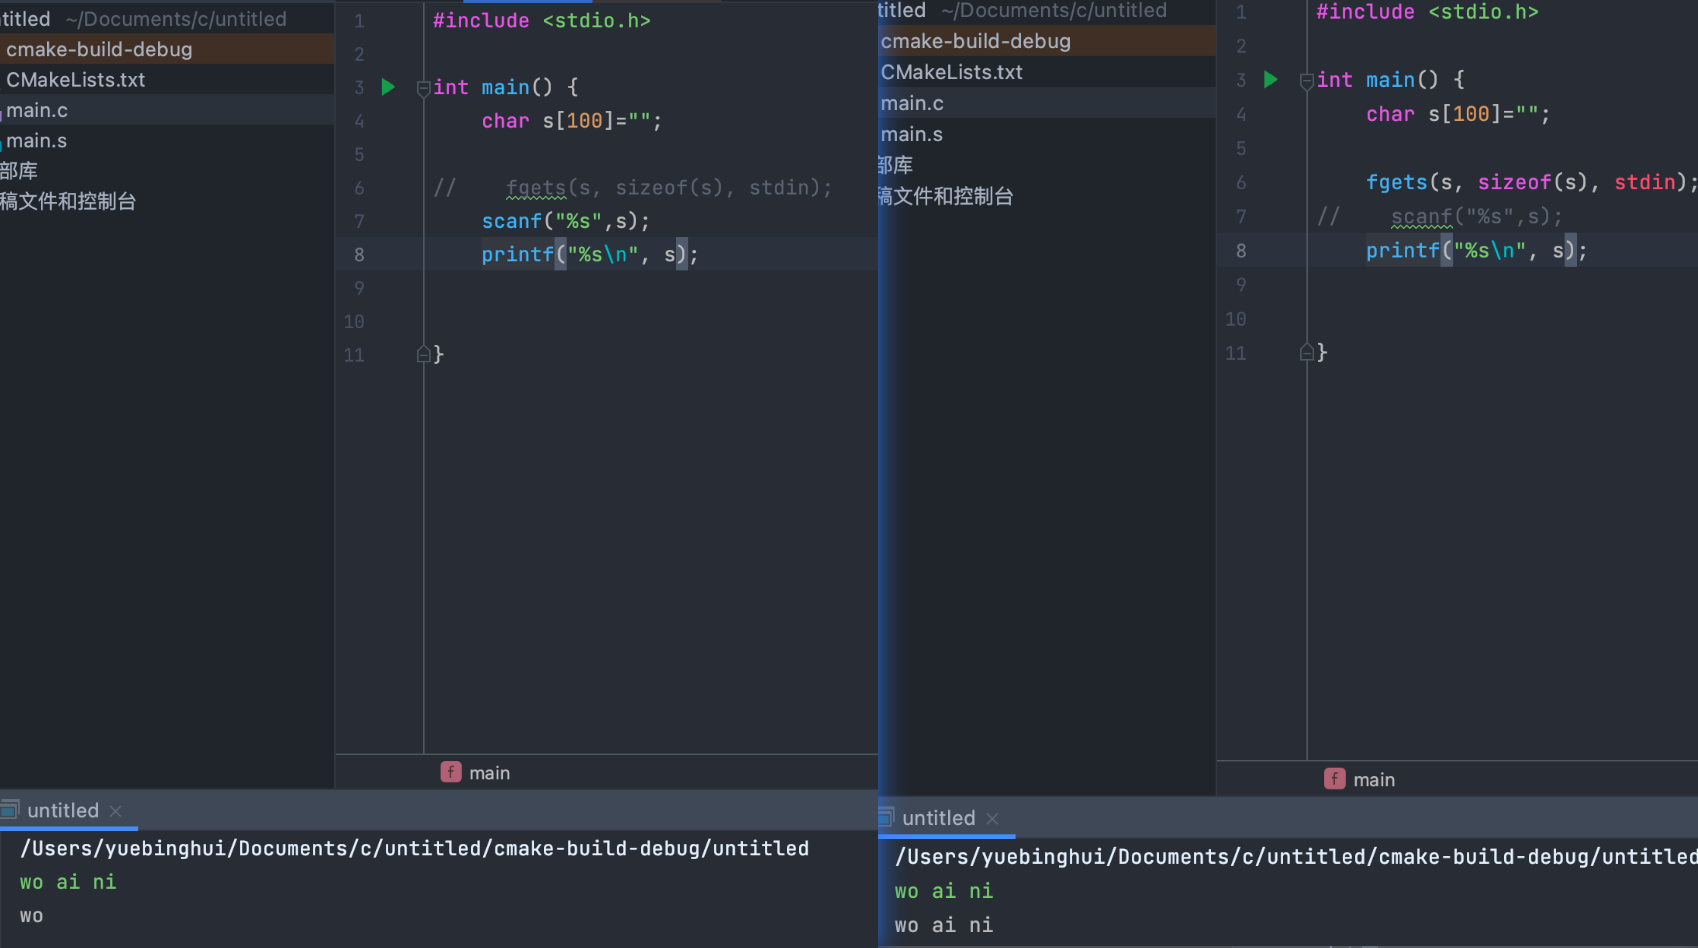 ntitled ~/Documents/c/untitled
cmake-build-debug
CMakeLists.txt
main.c
main.s
部库
稿文件和控制台
1 #include <stdio.h>
2
3 int main() {
4 char s[100]="";
5
6 // fgets(s, sizeof(s), stdin);
7 scanf("%s",s);
8 printf("%s\n", s);
9
10
11 }
f main
untitled ×
/Users/yuebinghui/Documents/c/untitled/cmake-build-debug/untitled
wo ai ni
wo
titled ~/Documents/c/untitled
cmake-build-debug
CMakeLists.txt
main.c
main.s
部库
稿文件和控制台
1 #include <stdio.h>
2
3 int main() {
4 char s[100]="";
5
6 fgets(s, sizeof(s), stdin);
7 // scanf("%s",s);
8 printf("%s\n", s);
9
10
11 }
f main
untitled ×
/Users/yuebinghui/Documents/c/untitled/cmake-build-debug/untitled
wo ai ni
wo ai ni